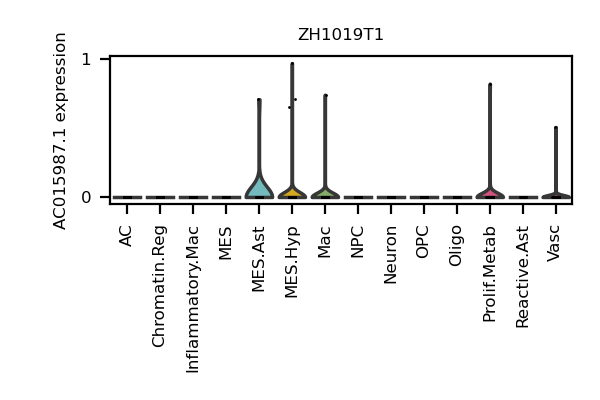 ZH1019T1
AC015987.1 expression
1
0
AC
Chromatin.Reg
Inflammatory.Mac
MES
MES.Ast
MES.Hyp
Mac
NPC
Neuron
OPC
Oligo
Prolif.Metab
Reactive.Ast
Vasc